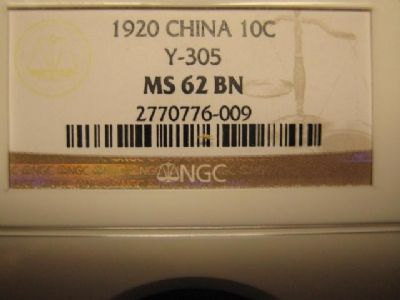 1920 CHINA 10C
Y-305
MS 62 BN
2770776-009
NGC